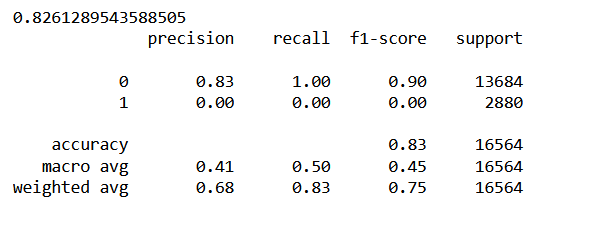 0.8261289543588505
precision recall f1-score support
0 0.83 1.00 0.90 13684
1 0.00 0.00 0.00 2880
accuracy 0.83 16564
macro avg 0.41 0.50 0.45 16564
weighted avg 0.68 0.83 0.75 16564